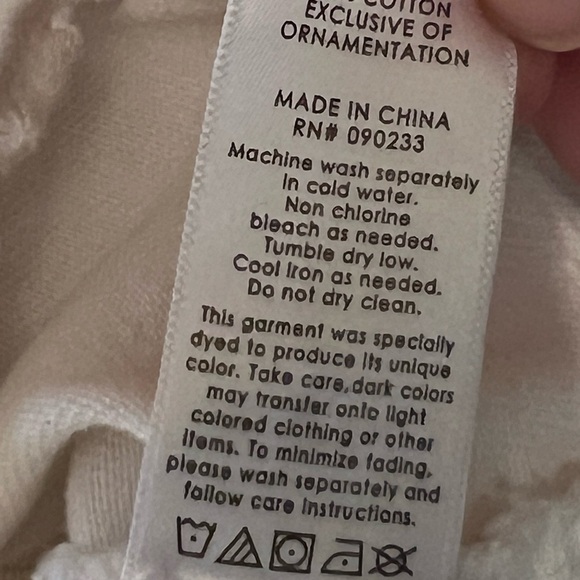 COTTON
EXCLUSIVE OF
ORNAMENTATION
MADE IN CHINA
RN# 090233
Machine wash separately
in cold water.
Non chlorine
bleach as needed.
Tumble dry low.
Cool iron as needed.
Do not dry clean.
This garment was specially
dyed to produce its unique
color. Take care, dark colors
may transfer onto light
colored clothing or other
items. To minimize fading,
please wash separately and
follow care instructions.